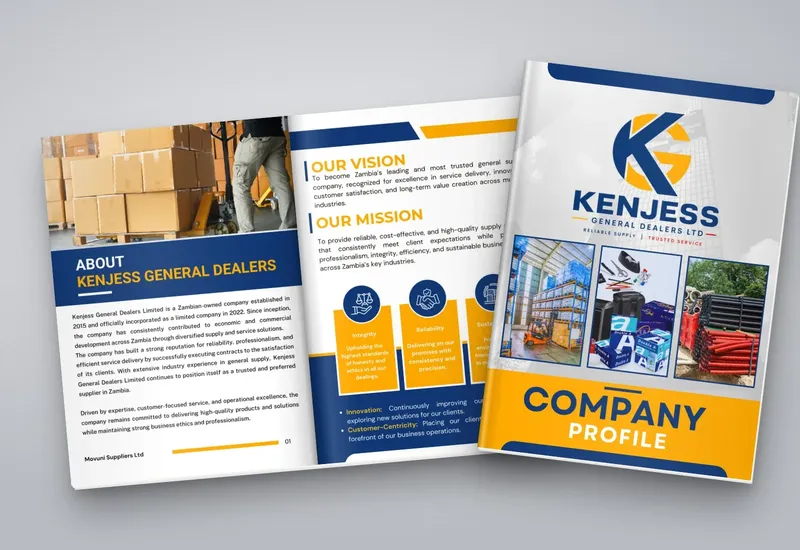 ABOUT
KENJESS GENERAL DEALERS
Kenjess General Dealers Limited is a Zambian-owned company established in
2015 and officially incorporated as a limited company in 2022. Since inception,
the company has consistently contributed to economic and commercial
development across Zambia through diversified supply and service solutions.
The company has built a strong reputation for reliability, professionalism, and
efficient service delivery by successfully executing contracts to the satisfaction
of its clients. With extensive industry experience in general supply, Kenjess
General Dealers Limited continues to position itself as a trusted and preferred
supplier in Zambia.
Driven by expertise, customer-focused service, and operational excellence, the
company remains committed to delivering high-quality products and solutions
while maintaining strong business ethics and professionalism.
Movuni Suppliers Ltd
01
OUR VISION
To become Zambia's leading and most trusted general su
company, recognized for excellence in service delivery, innov
customer satisfaction, and long-term value creation across m
industries.
OUR MISSION
To provide reliable, cost-effective, and high-quality supply
that consistently meet client expectations while p
professionalism, integrity, efficiency, and sustainable busine
across Zambia's key industries.
Integrity
Upholding the
highest standards
of honesty and
ethics in all our
dealings.
Reliability
Delivering on our
promises with
consistency and
precision.
Susta
• Innovation: Continuously improving our
exploring new solutions for our clients.
• Customer-Centricity: Placing our client
forefront of our business operations.
KENJESS
GENERAL DEALERS LTD
RELIABLE SUPPLY | TRUSTED SERVICE
COMPANY
PROFILE